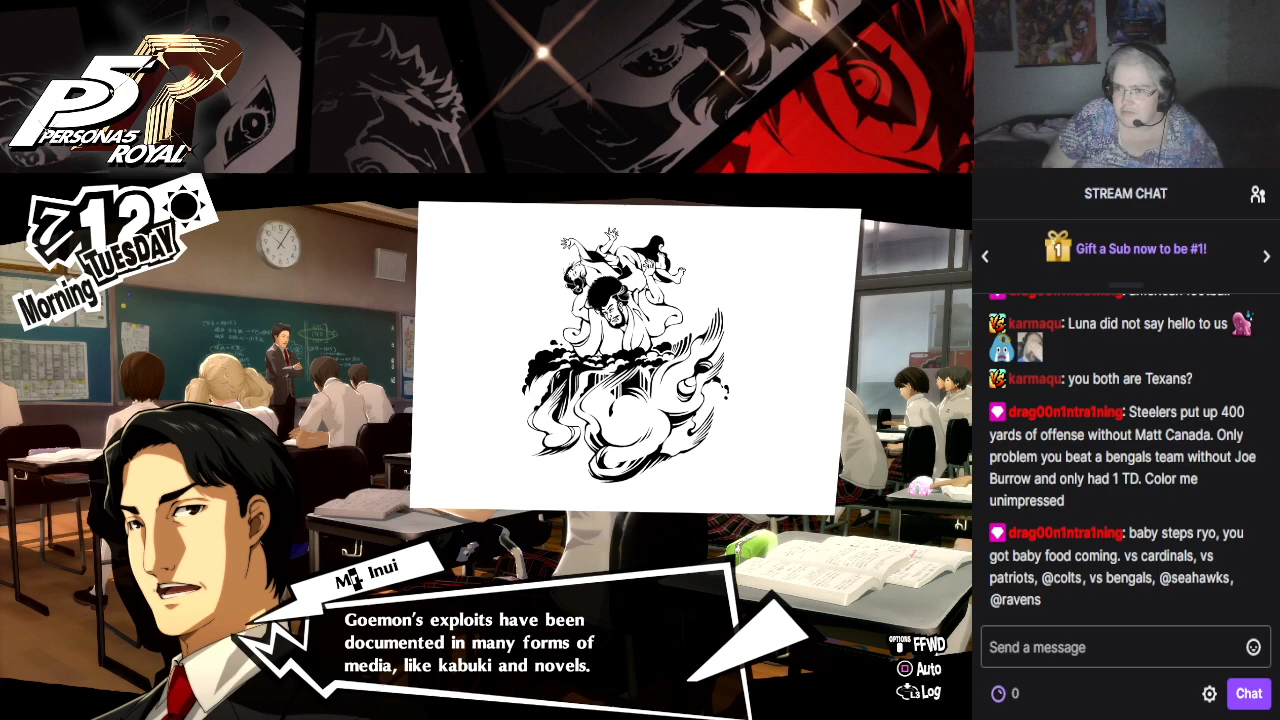 P5R
PERSONA5
ROYAL
7/12
TUESDAY
Morning
Mr. Inui
Goemon's exploits have been
documented in many forms of
media, like kabuki and novels.
OPTIONS FFWD
Auto
Log
STREAM CHAT
1 Gift a Sub now to be #1!
karmaqu: Luna did not say hello to us
karmaqu: you both are Texans?
drag00n1ntra1ning: Steelers put up 400
yards of offense without Matt Canada. Only
problem you beat a bengals team without Joe
Burrow and only had 1 TD. Color me
unimpressed
drag00n1ntra1ning: baby steps ryo, you
got baby food coming. vs cardinals, vs
patriots, @colts, vs bengals, @seahawks,
@ravens
Send a message
0
Chat